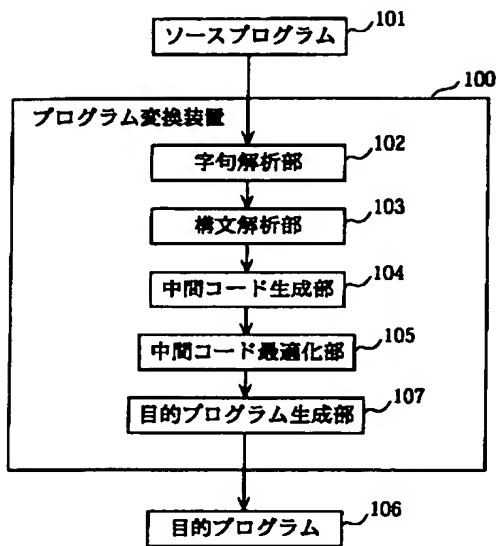 ソースプログラム
101
100
プログラム変換装置
字句解析部
102
構文解析部
103
中間コード生成部
104
中間コード最適化部
105
目的プログラム生成部
107
目的プログラム
106